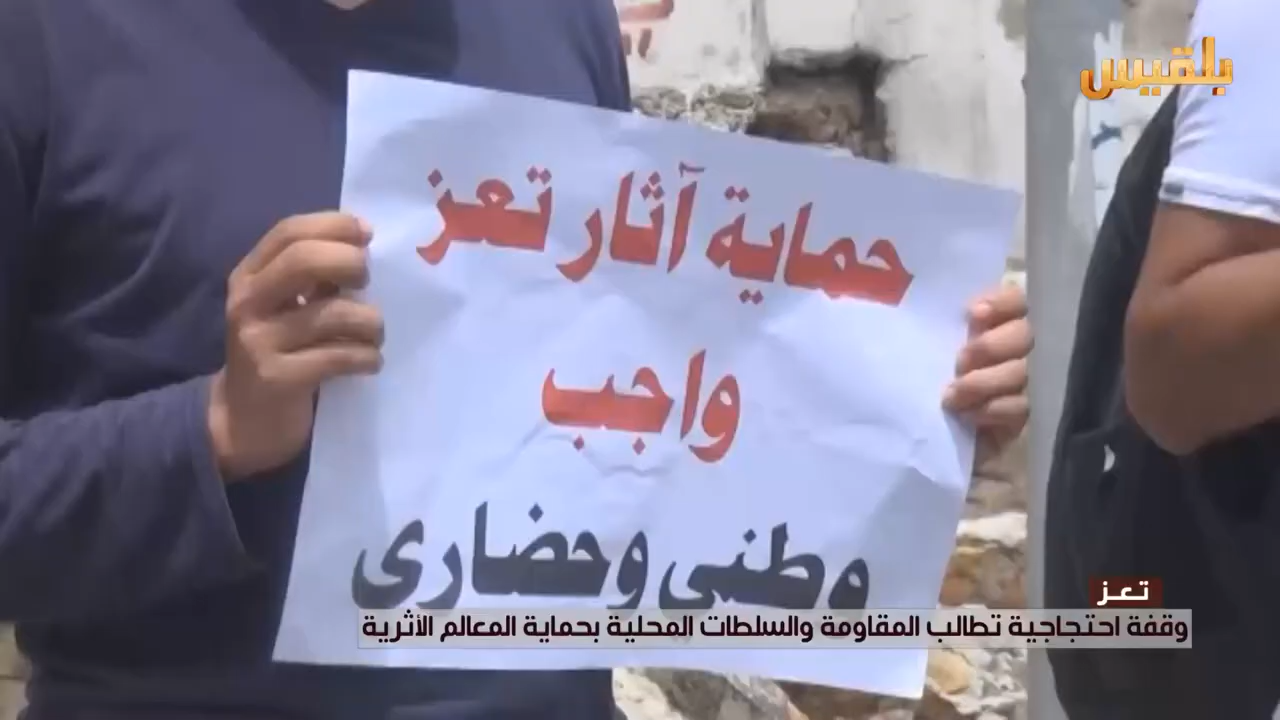 بلقيس
حماية آثار تعز
واجب
وطني وحضاري
تعز
وقفة احتجاجية تطالب المقاومة والسلطات المحلية بحماية المعالم الأثرية